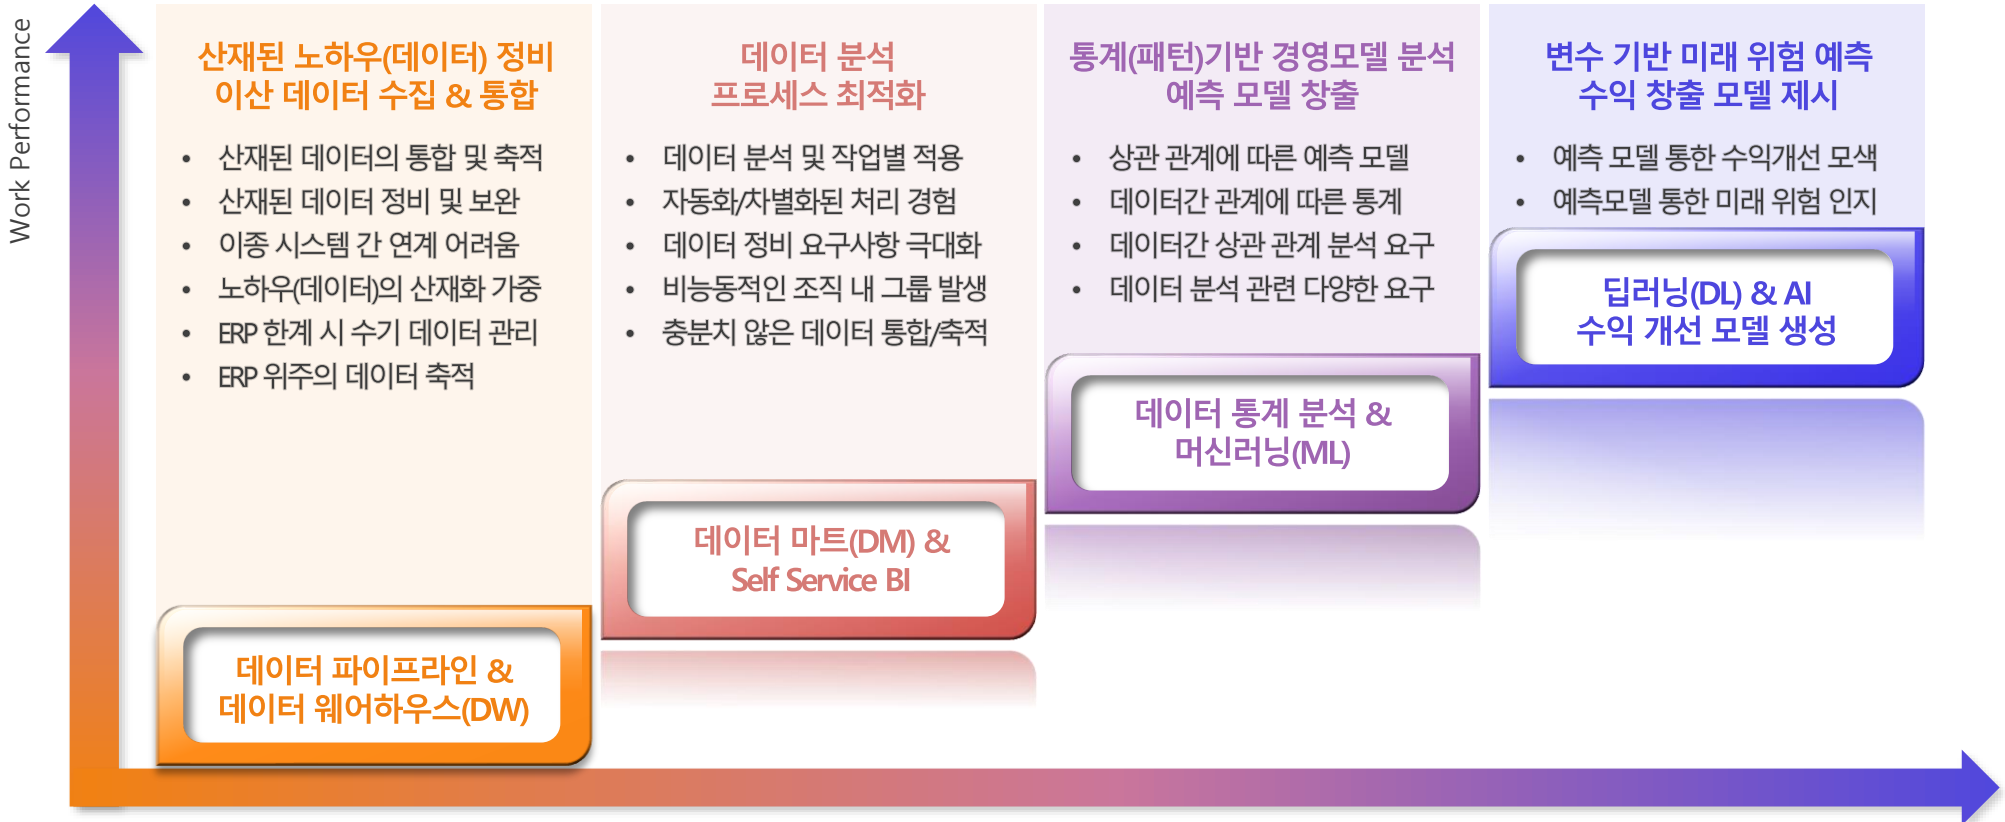 Work Performance
산재된 노하우(데이터) 정비
이산 데이터 수집 & 통합
• 산재된 데이터의 통합 및 축적
• 산재된 데이터 정비 및 보완
• 이종 시스템 간 연계 어려움
• 노하우(데이터)의 산재화 가중
• ERP 한계 시 수기 데이터 관리
• ERP 위주의 데이터 축적
데이터 파이프라인 &
데이터 웨어하우스(DW)
데이터 분석
프로세스 최적화
• 데이터 분석 및 작업별 적용
• 자동화/차별화된 처리 경험
• 데이터 정비 요구사항 극대화
• 비능동적인 조직 내 그룹 발생
• 충분치 않은 데이터 통합/축적
데이터 마트(DM) &
Self Service BI
통계(패턴)기반 경영모델 분석
예측 모델 창출
• 상관 관계에 따른 예측 모델
• 데이터간 관계에 따른 통계
• 데이터간 상관 관계 분석 요구
• 데이터 분석 관련 다양한 요구
데이터 통계 분석 &
머신러닝(ML)
변수 기반 미래 위험 예측
수익 창출 모델 제시
• 예측 모델 통한 수익개선 모색
• 예측모델 통한 미래 위험 인지
딥러닝(DL) & AI
수익 개선 모델 생성